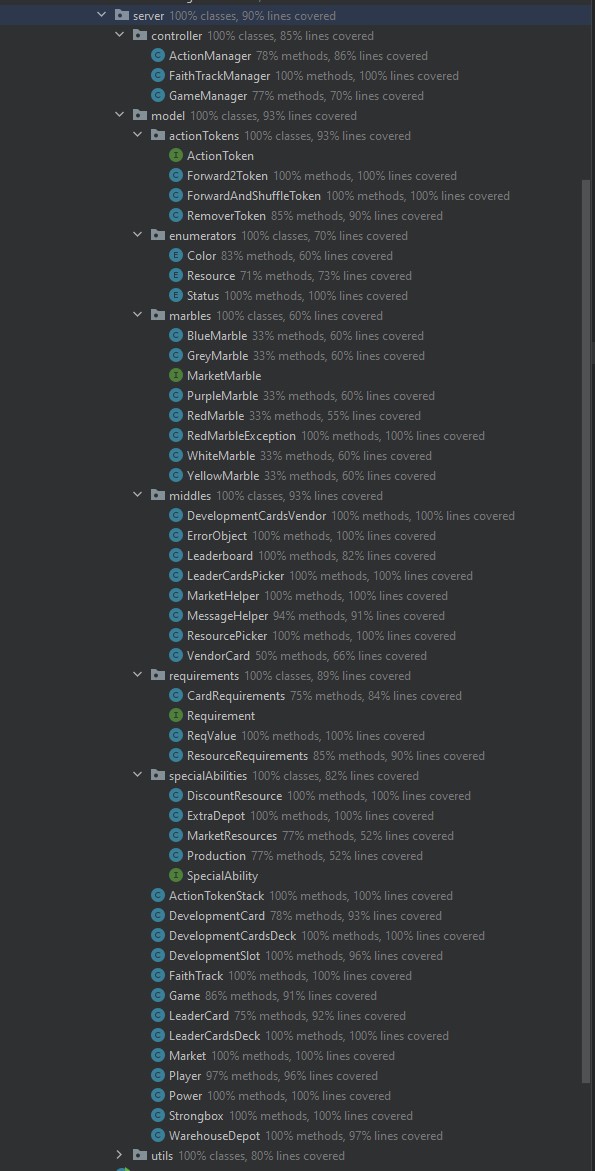 server 100% classes, 90% lines covered
controller 100% classes, 85% lines covered
C ActionManager 78% methods, 86% lines covered
C FaithTrackManager 100% methods, 100% lines covered
C GameManager 77% methods, 70% lines covered
model 100% classes, 93% lines covered
actionTokens 100% classes, 93% lines covered
I ActionToken
C Forward2Token 100% methods, 100% lines covered
C ForwardAndShuffleToken 100% methods, 100% lines covered
C RemoverToken 85% methods, 90% lines covered
enumerators 100% classes, 70% lines covered
E Color 83% methods, 60% lines covered
E Resource 71% methods, 73% lines covered
E Status 100% methods, 100% lines covered
marbles 100% classes, 60% lines covered
C BlueMarble 33% methods, 60% lines covered
C GreyMarble 33% methods, 60% lines covered
I MarketMarble
C PurpleMarble 33% methods, 60% lines covered
C RedMarble 33% methods, 55% lines covered
C RedMarbleException 100% methods, 100% lines covered
C WhiteMarble 33% methods, 60% lines covered
C YellowMarble 33% methods, 60% lines covered
middles 100% classes, 93% lines covered
C DevelopmentCardsVendor 100% methods, 100% lines covered
C ErrorObject 100% methods, 100% lines covered
C Leaderboard 100% methods, 82% lines covered
C LeaderCardsPicker 100% methods, 100% lines covered
C MarketHelper 100% methods, 100% lines covered
C MessageHelper 94% methods, 91% lines covered
C ResourcePicker 100% methods, 100% lines covered
C VendorCard 50% methods, 66% lines covered
requirements 100% classes, 89% lines covered
C CardRequirements 75% methods, 84% lines covered
I Requirement
C ReqValue 100% methods, 100% lines covered
C ResourceRequirements 85% methods, 90% lines covered
specialAbilities 100% classes, 82% lines covered
C DiscountResource 100% methods, 100% lines covered
C ExtraDepot 100% methods, 100% lines covered
C MarketResources 77% methods, 52% lines covered
C Production 77% methods, 52% lines covered
I SpecialAbility
C ActionTokenStack 100% methods, 100% lines covered
C DevelopmentCard 78% methods, 93% lines covered
C DevelopmentCardsDeck 100% methods, 100% lines covered
C DevelopmentSlot 100% methods, 96% lines covered
C FaithTrack 100% methods, 100% lines covered
C Game 86% methods, 91% lines covered
C LeaderCard 75% methods, 92% lines covered
C LeaderCardsDeck 100% methods, 100% lines covered
C Market 100% methods, 100% lines covered
C Player 97% methods, 96% lines covered
C Power 100% methods, 100% lines covered
C Strongbox 100% methods, 100% lines covered
C WarehouseDepot 100% methods, 97% lines covered
utils 100% classes, 80% lines covered